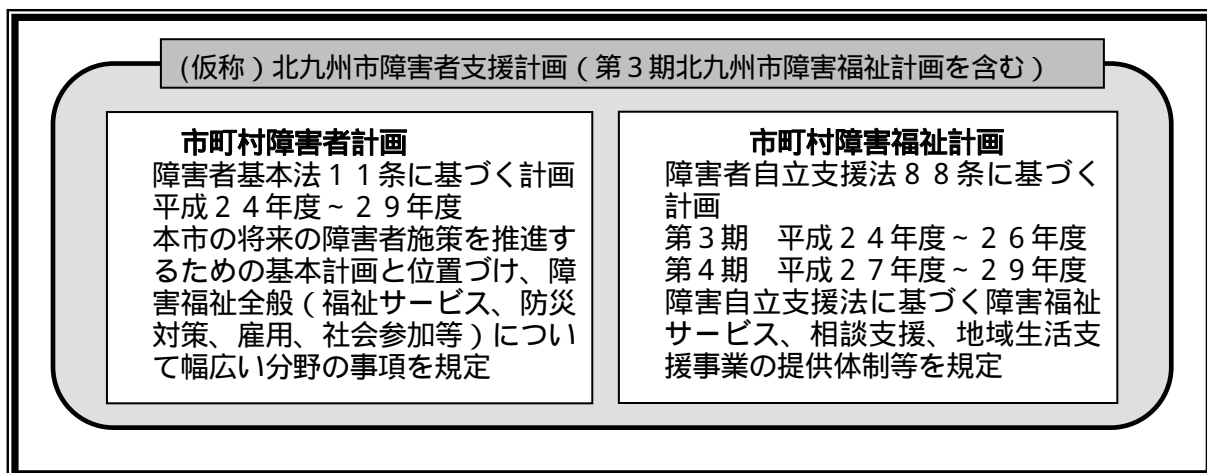 (仮称)北九州市障害者支援計画(第3期北九州市障害福祉計画を含む)
市町村障害者計画
障害者基本法11条に基づく計画
平成24年度~29年度
本市の将来の障害者施策を推進す
るための基本計画と位置づけ、障
害福祉全般(福祉サービス、防災
対策、雇用、社会参加等)につい
て幅広い分野の事項を規定
市町村障害福祉計画
障害者自立支援法88条に基づく
計画
第3期 平成24年度~26年度
第4期 平成27年度~29年度
障害自立支援法に基づく障害福祉
サービス、相談支援、地域生活支
援事業の提供体制等を規定